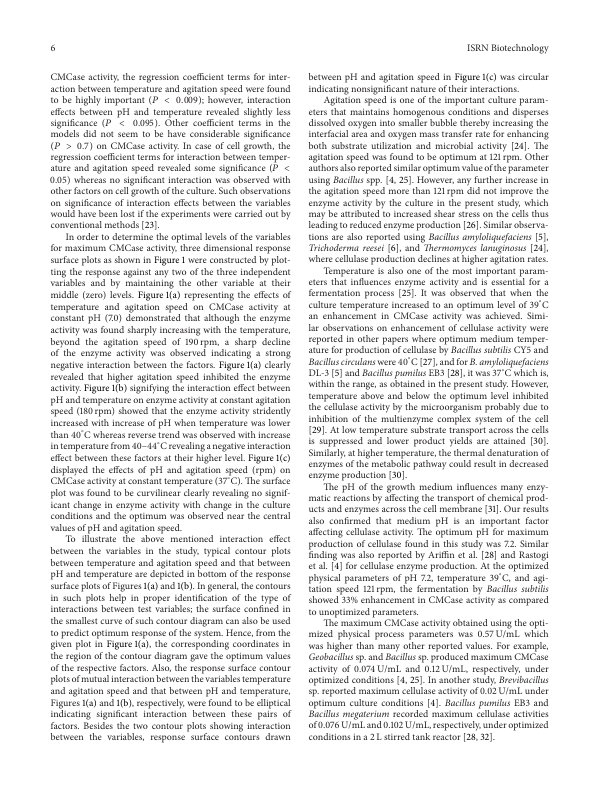 6
ISRN Biotechnology
CMCase activity, the regression coefficient terms for inter-
action between temperature and agitation speed were found
to be highly important (P < 0.009); however, interaction
effects between pH and temperature revealed slightly less
significance (P < 0.095). Other coefficient terms in the
models did not seem to be have considerable significance
(P > 0.7) on CMCase activity. In case of cell growth, the
regression coefficient terms for interaction between temper-
ature and agitation speed revealed some significance (P <
0.05) whereas no significant interaction was observed with
other factors on cell growth of the culture. Such observations
on significance of interaction effects between the variables
would have been lost if the experiments were carried out by
conventional methods [23].
In order to determine the optimal levels of the variables
for maximum CMCase activity, three dimensional response
surface plots as shown in Figure 1 were constructed by plot-
ting the response against any two of the three independent
variables and by maintaining the other variable at their
middle (zero) levels. Figure 1(a) representing the effects of
temperature and agitation speed on CMCase activity at
constant pH (7.0) demonstrated that although the enzyme
activity was found sharply increasing with the temperature,
beyond the agitation speed of 190 rpm, a sharp decline
of the enzyme activity was observed indicating a strong
negative interaction between the factors. Figure 1(a) clearly
revealed that higher agitation speed inhibited the enzyme
activity. Figure 1(b) signifying the interaction effect between
pH and temperature on enzyme activity at constant agitation
speed (180 rpm) showed that the enzyme activity stridently
increased with increase of pH when temperature was lower
than 40°C whereas reverse trend was observed with increase
in temperature from 40–44°C revealing a negative interaction
effect between these factors at their higher level. Figure 1(c)
displayed the effects of pH and agitation speed (rpm) on
CMCase activity at constant temperature (37°C). The surface
plot was found to be curvilinear clearly revealing no signif-
icant change in enzyme activity with change in the culture
conditions and the optimum was observed near the central
values of pH and agitation speed.
To illustrate the above mentioned interaction effect
between the variables in the study, typical contour plots
between temperature and agitation speed and that between
pH and temperature are depicted in bottom of the response
surface plots of Figures 1(a) and 1(b). In general, the contours
in such plots help in proper identification of the type of
interactions between test variables; the surface confined in
the smallest curve of such contour diagram can also be used
to predict optimum response of the system. Hence, from the
given plot in Figure 1(a), the corresponding coordinates in
the region of the contour diagram gave the optimum values
of the respective factors. Also, the response surface contour
plots of mutual interaction between the variables temperature
and agitation speed and that between pH and temperature,
Figures 1(a) and 1(b), respectively, were found to be elliptical
indicating significant interaction between these pairs of
factors. Besides the two contour plots showing interaction
between the variables, response surface contours drawn
between pH and agitation speed in Figure 1(c) was circular
indicating nonsignificant nature of their interactions.
Agitation speed is one of the important culture param-
eters that maintains homogenous conditions and disperses
dissolved oxygen into smaller bubble thereby increasing the
interfacial area and oxygen mass transfer rate for enhancing
both substrate utilization and microbial activity [24]. The
agitation speed was found to be optimum at 121 rpm. Other
authors also reported similar optimum value of the parameter
using Bacillus spp. [4, 25]. However, any further increase in
the agitation speed more than 121 rpm did not improve the
enzyme activity by the culture in the present study, which
may be attributed to increased shear stress on the cells thus
leading to reduced enzyme production [26]. Similar observa-
tions are also reported using Bacillus amyloliquefaciens [5],
Trichoderma reesei [6], and Thermomyces lanuginosus [24],
where cellulase production declines at higher agitation rates.
Temperature is also one of the most important param-
eters that influences enzyme activity and is essential for a
fermentation process [25]. It was observed that when the
culture temperature increased to an optimum level of 39°C
an enhancement in CMCase activity was achieved. Simi-
lar observations on enhancement of cellulase activity were
reported in other papers where optimum medium temper-
ature for production of cellulase by Bacillus subtilis CY5 and
Bacillus circulans were 40°C [27], and for B. amyloliquefaciens
DL-3 [5] and Bacillus pumilus EB3 [28], it was 37°C which is,
within the range, as obtained in the present study. However,
temperature above and below the optimum level inhibited
the cellulase activity by the microorganism probably due to
inhibition of the multienzyme complex system of the cell
[29]. At low temperature substrate transport across the cells
is suppressed and lower product yields are attained [30].
Similarly, at higher temperature, the thermal denaturation of
enzymes of the metabolic pathway could result in decreased
enzyme production [30].
The pH of the growth medium influences many enzy-
matic reactions by affecting the transport of chemical prod-
ucts and enzymes across the cell membrane [31]. Our results
also confirmed that medium pH is an important factor
affecting cellulase activity. The optimum pH for maximum
production of cellulase found in this study was 7.2. Similar
finding was also reported by Ariffin et al. [28] and Rastogi
et al. [4] for cellulase enzyme production. At the optimized
physical parameters of pH 7.2, temperature 39°C, and agi-
tation speed 121 rpm, the fermentation by Bacillus subtilis
showed 33% enhancement in CMCase activity as compared
to unoptimized parameters.
The maximum CMCase activity obtained using the opti-
mized physical process parameters was 0.57 U/mL which
was higher than many other reported values. For example,
Geobacillus sp. and Bacillus sp. produced maximum CMCase
activity of 0.074 U/mL and 0.12 U/mL, respectively, under
optimized conditions [4, 25]. In another study, Brevibacillus
sp. reported maximum cellulase activity of 0.02 U/mL under
optimum culture conditions [4]. Bacillus pumilus EB3 and
Bacillus megaterium recorded maximum cellulase activities
of 0.076 U/mL and 0.102 U/mL, respectively, under optimized
conditions in a 2 L stirred tank reactor [28, 32].